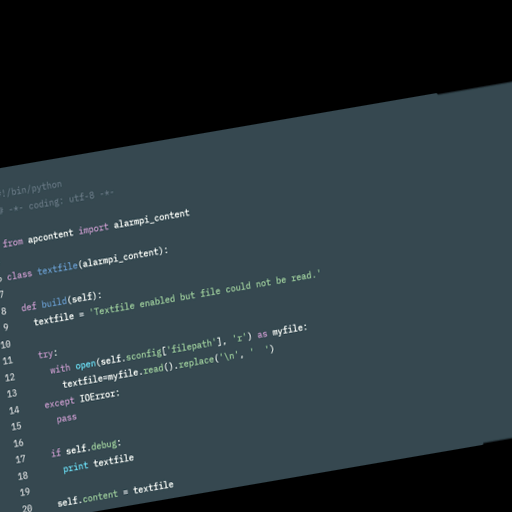 !/bin/python
-*- coding: utf-8 -*-
from apcontent import alarmpi_content
class textfile(alarmpi_content):
7
8 def build(self):
9 textfile = 'Textfile enabled but file could not be read.'
10
11 try:
12 with open(self.sconfig['filepath'], 'r') as myfile:
13 textfile=myfile.read().replace('\n', '  ')
14 except IOError:
15 pass
16
17 if self.debug:
18 print textfile
19
20 self.content = textfile